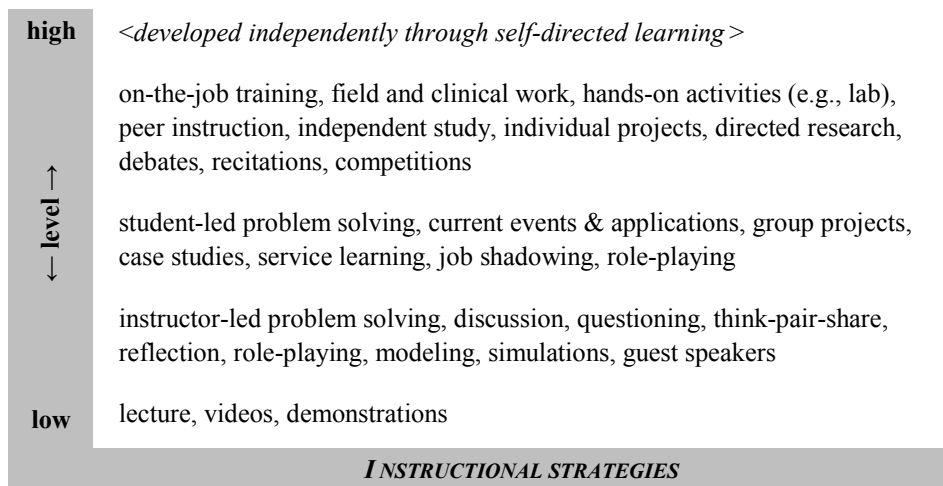 high
<developed independently through self-directed learning>
on-the-job training, field and clinical work, hands-on activities (e.g., lab),
peer instruction, independent study, individual projects, directed research,
debates, recitations, competitions
← level →
student-led problem solving, current events & applications, group projects,
case studies, service learning, job shadowing, role-playing
instructor-led problem solving, discussion, questioning, think-pair-share,
reflection, role-playing, modeling, simulations, guest speakers
low
lecture, videos, demonstrations
I NSTRUCTIONAL STRATEGIES